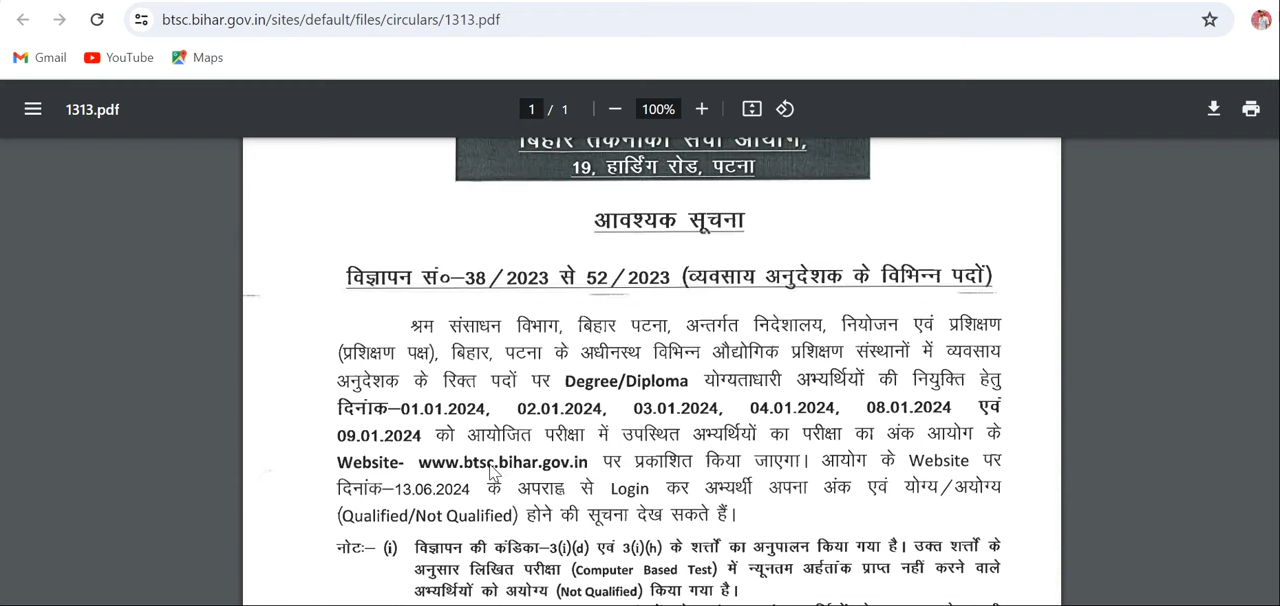 btsc.bihar.gov.in/sites/default/files/circulars/1313.pdf
Gmail YouTube Maps
1313.pdf 1 / 1 100%
बिहार तकनीकी सेवा आयोग,
19, हार्डिंग रोड, पटना
आवश्यक सूचना
विज्ञापन सं०–38/2023 से 52/2023 (व्यवसाय अनुदेशक के विभिन्न पदों)
श्रम संसाधन विभाग, बिहार पटना, अन्तर्गत निदेशालय, नियोजन एवं प्रशिक्षण
(प्रशिक्षण पक्ष), बिहार, पटना के अधीनस्थ विभिन्न औद्योगिक प्रशिक्षण संस्थानों में व्यवसाय
अनुदेशक के रिक्त पदों पर Degree/Diploma योग्यताधारी अभ्यर्थियों की नियुक्ति हेतु
दिनांक–01.01.2024, 02.01.2024, 03.01.2024, 04.01.2024, 08.01.2024 एवं
09.01.2024 को आयोजित परीक्षा में उपस्थित अभ्यर्थियों का परीक्षा का अंक आयोग के
Website- www.btsc.bihar.gov.in पर प्रकाशित किया जाएगा। आयोग के Website पर
दिनांक–13.06.2024 के अपराह्न से Login कर अभ्यर्थी अपना अंक एवं योग्य/अयोग्य
(Qualified/Not Qualified) होने की सूचना देख सकते हैं।
नोटः– (i) विज्ञापन की कंडिका–3(i)(d) एवं 3(i)(h) के शर्त्तों का अनुपालन किया गया है। उक्त शर्त्तों के
अनुसार लिखित परीक्षा (Computer Based Test) में न्यूनतम अर्हतांक प्राप्त नहीं करने वाले
अभ्यर्थियों को अयोग्य (Not Qualified) किया गया है।